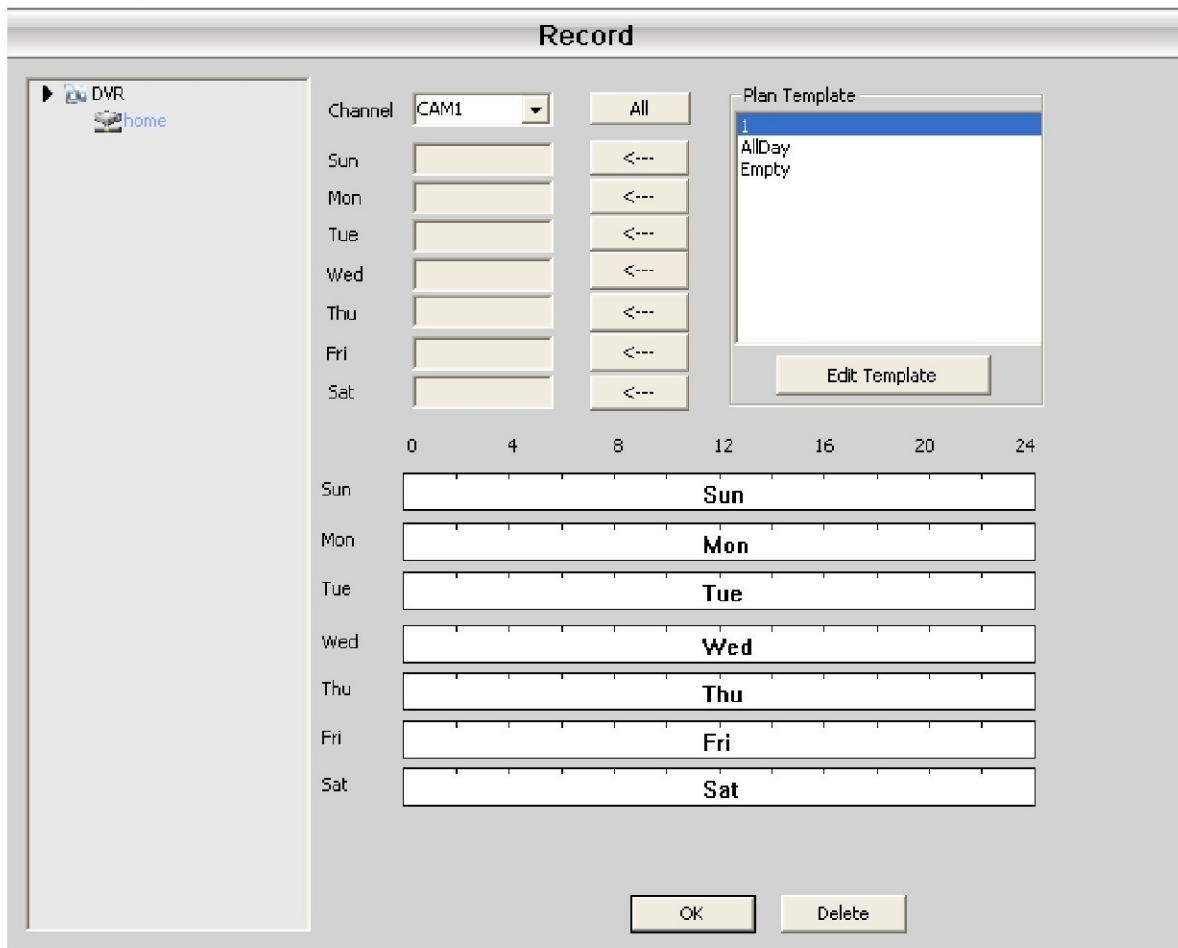 Record
DVR
home
Channel CAM1 All
Sun <---
Mon <---
Tue <---
Wed <---
Thu <---
Fri <---
Sat <---
Plan Template
1
AllDay
Empty
Edit Template
0 4 8 12 16 20 24
Sun Sun
Mon Mon
Tue Tue
Wed Wed
Thu Thu
Fri Fri
Sat Sat
OK Delete